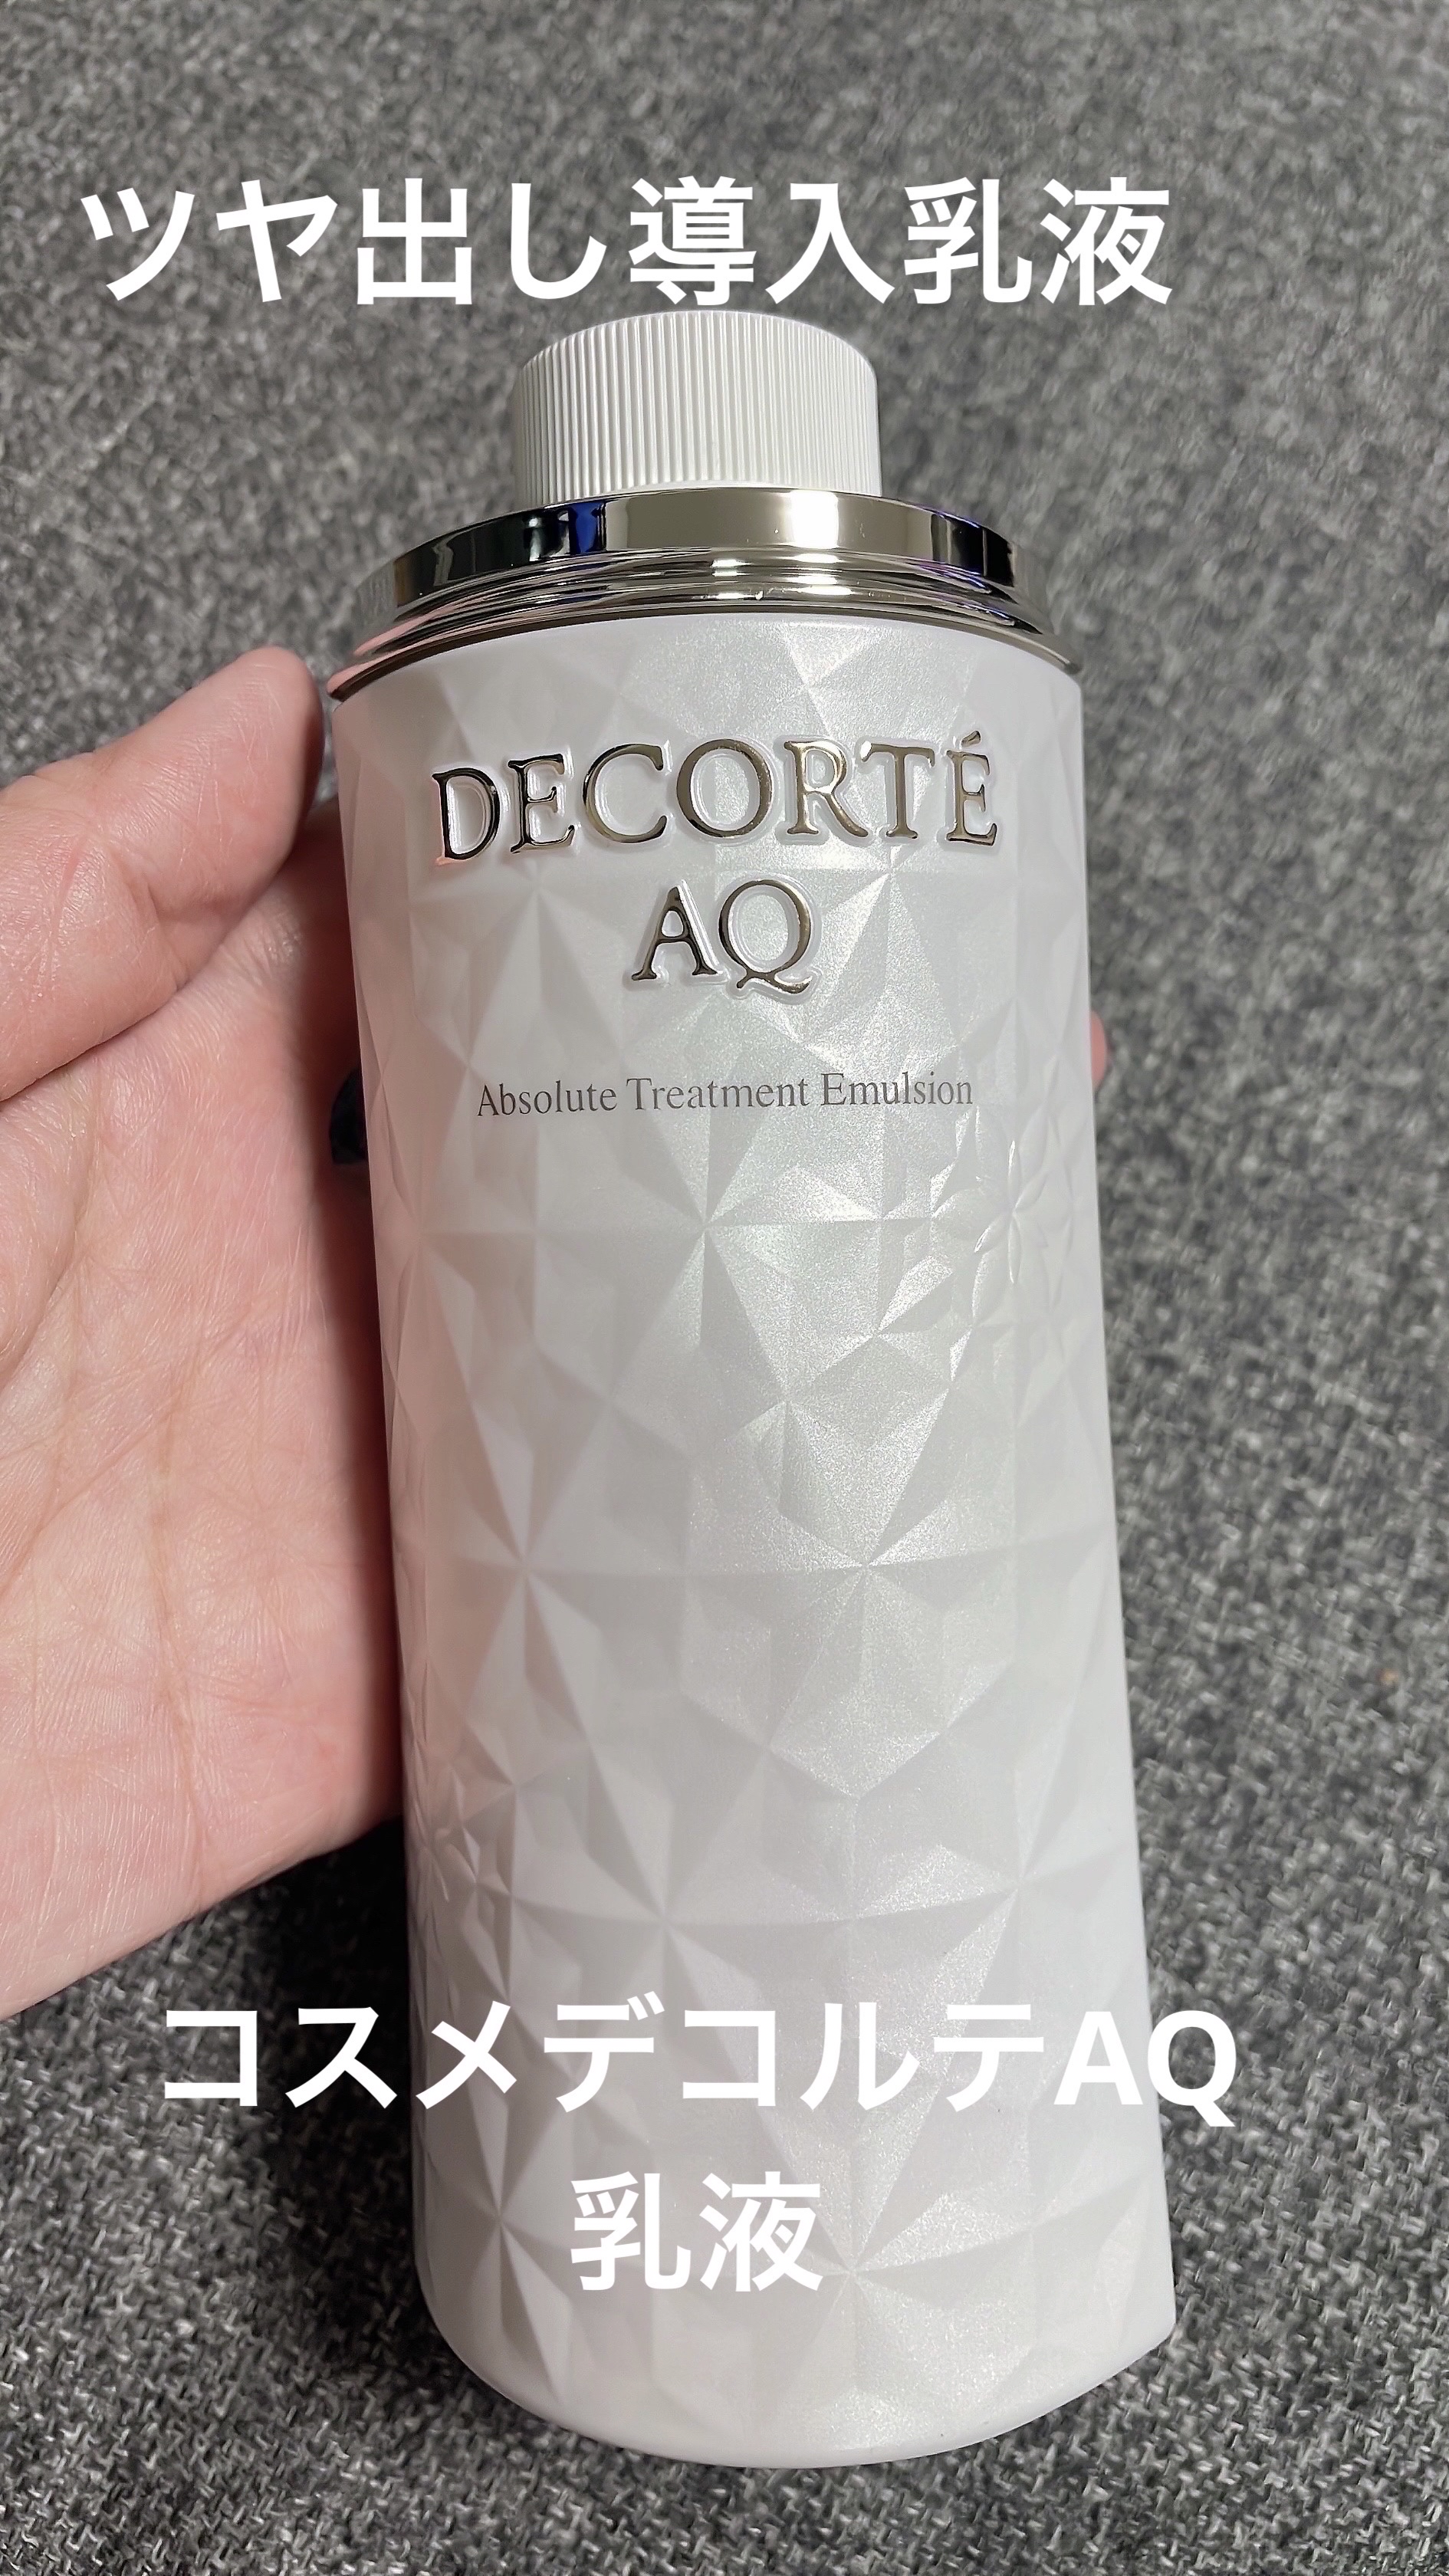 ツヤ出し導入乳液
DECORTÉ
AQ
Absolute Treatment Emulsion
コスメデコルテAQ
乳液